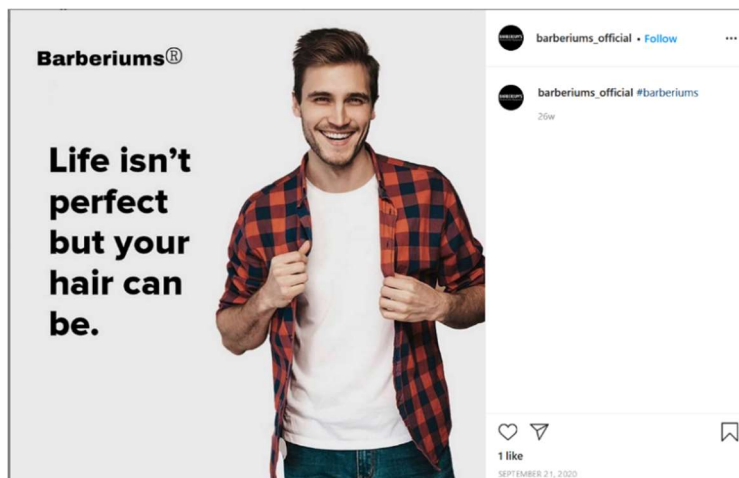 Barberiums®
Life isn’t
perfect
but your
hair can
be.
barberiums_official • Follow
barberiums_official #barberiums
26w
1 like
SEPTEMBER 21, 2020